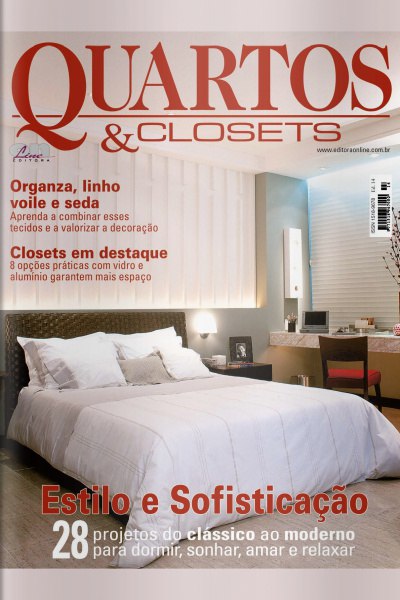 QUARTOS
&CLOSETS
Line
EDITORA
www.editoraonline.com.br
Organza, linho
voile e seda
Aprenda a combinar esses
tecidos e a valorizar a decoração
Closets em destaque
8 opções práticas com vidro e
alumínio garantem mais espaço
Estilo e Sofisticação
28 projetos do clássico ao moderno
para dormir, sonhar, amar e relaxar